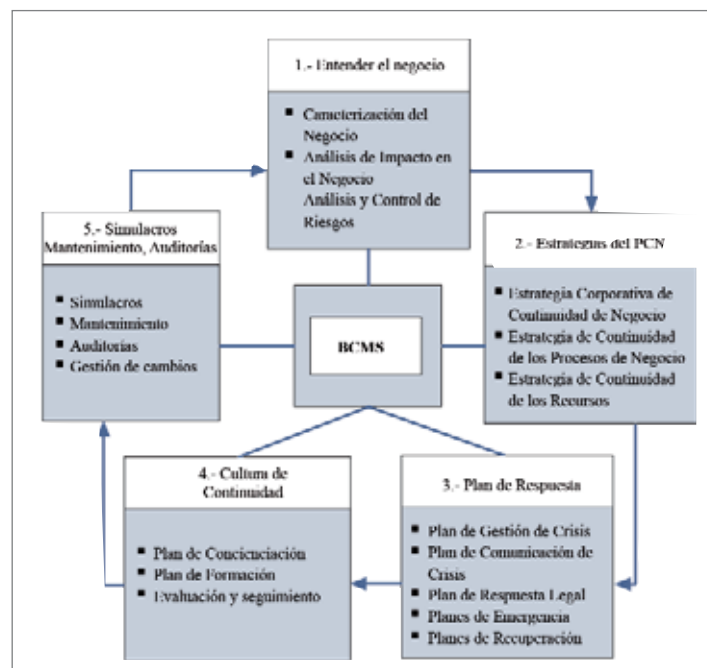 1.- Entender el negocio
▪ Caracterización del
Negocio
▪ Análisis de Impacto en
el Negocio
Análisis y Control de
Riesgos
2.- Estrategias del PCN
▪ Estrategia Corporativa de
Continuidad de Negocio
▪ Estrategia de Continuidad
de los Procesos de Negocio
▪ Estrategia de Continuidad
de los Recursos
3.- Plan de Respuesta
▪ Plan de Gestión de Crisis
▪ Plan de Comunicación de
Crisis
▪ Plan de Respuesta Legal
▪ Planes de Emergencia
▪ Planes de Recuperación
4.- Cultura de
Continuidad
▪ Plan de Concienciación
▪ Plan de Formación
▪ Evaluación y seguimiento
5.- Simulacros
Mantenimiento, Auditorías
▪ Simulacros
▪ Mantenimiento
▪ Auditorías
▪ Gestión de cambios
BCMS